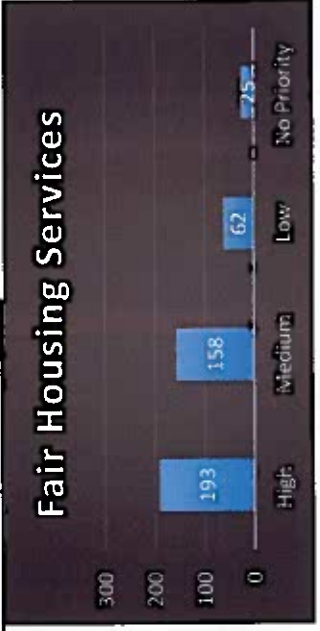 Fair Housing Services
300
200
100
0
193
158
62
25
High
Medium
Low
No Priority